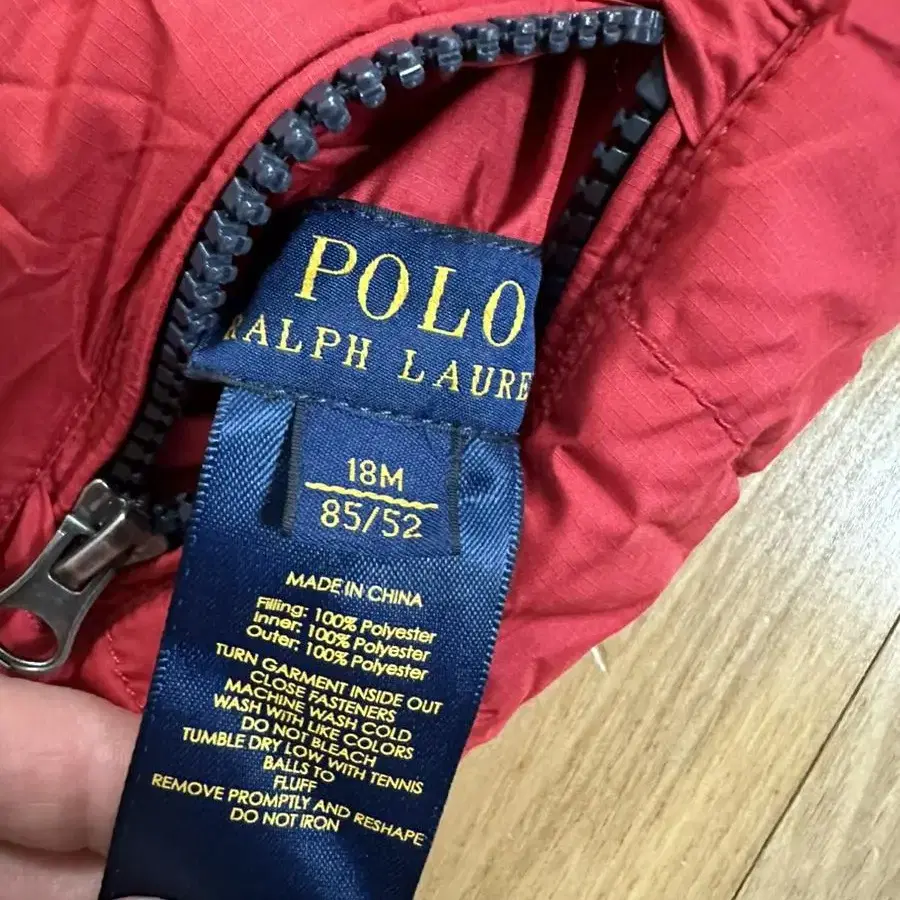 POLO
RALPH LAURE
18M
85/52
MADE IN CHINA
Filling: 100% Polyester
Inner: 100% Polyester
Outer: 100% Polyester
TURN GARMENT INSIDE OUT
CLOSE FASTENERS
MACHINE WASH COLD
WASH WITH LIKE COLORS
DO NOT BLEACH
TUMBLE DRY LOW WITH TENNIS
BALLS TO
FLUFF
REMOVE PROMPTLY AND RESHAPE
DO NOT IRON